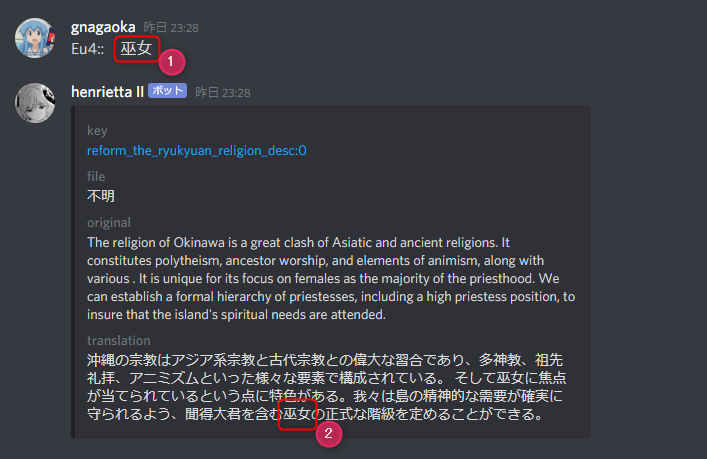 gnagaoka 昨日 23:28
Eu4:: 巫女
1
henrietta II ボット 昨日 23:28
key
reform_the_ryukyuan_religion_desc:0
file
不明
original
The religion of Okinawa is a great clash of Asiatic and ancient religions. It
constitutes polytheism, ancestor worship, and elements of animism, along with
various . It is unique for its focus on females as the majority of the priesthood. We
can establish a formal hierarchy of priestesses, including a high priestess position, to
insure that the island's spiritual needs are attended.
translation
沖縄の宗教はアジア系宗教と古代宗教との偉大な習合であり、多神教、祖先
礼拝、アニミズムといった様々な要素で構成されている。 そして巫女に焦点
が当てられているという点に特色がある。我々は島の精神的な需要が確実に
守られるよう、聞得大君を含む巫女の正式な階級を定めることができる。
2